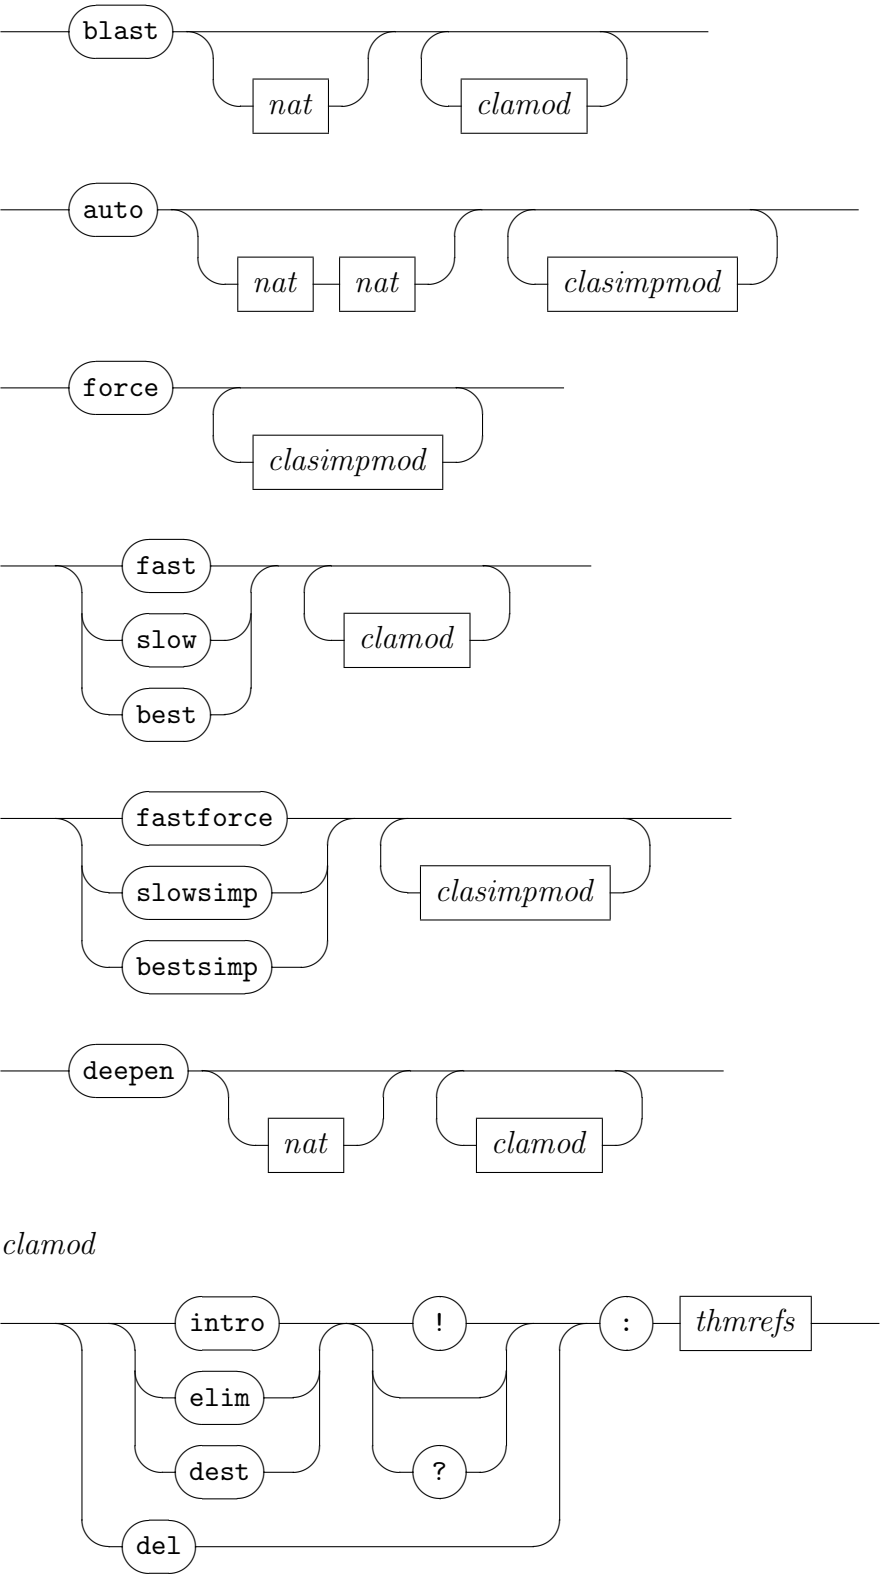 blast
nat
clamod
auto
nat nat
clasimpmod
force
clasimpmod
fast
slow
clamod
best
fastforce
slowsimp
clasimpmod
bestsimp
deepen
nat
clamod
clamod
intro ! : thmrefs
elim
dest ?
del